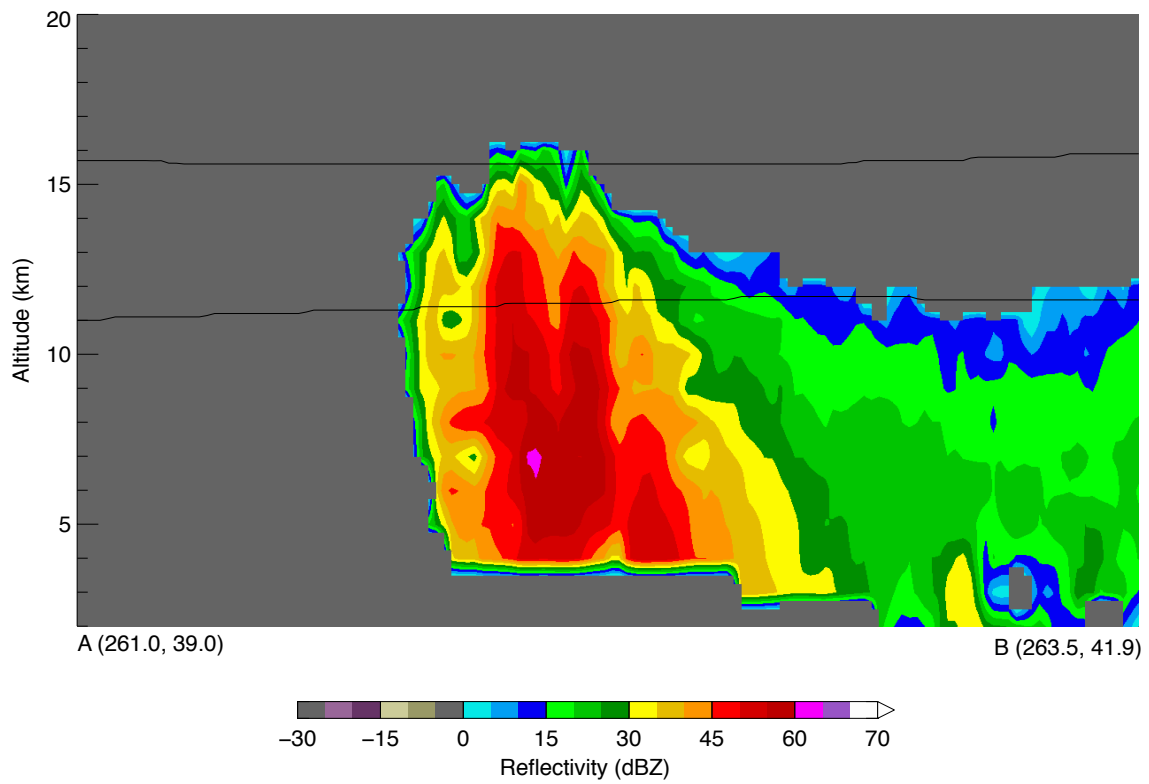 20
15
10
5
Altitude (km)
A (261.0, 39.0)
B (263.5, 41.9)
−30 −15 0 15 30 45 60 70
Reflectivity (dBZ)